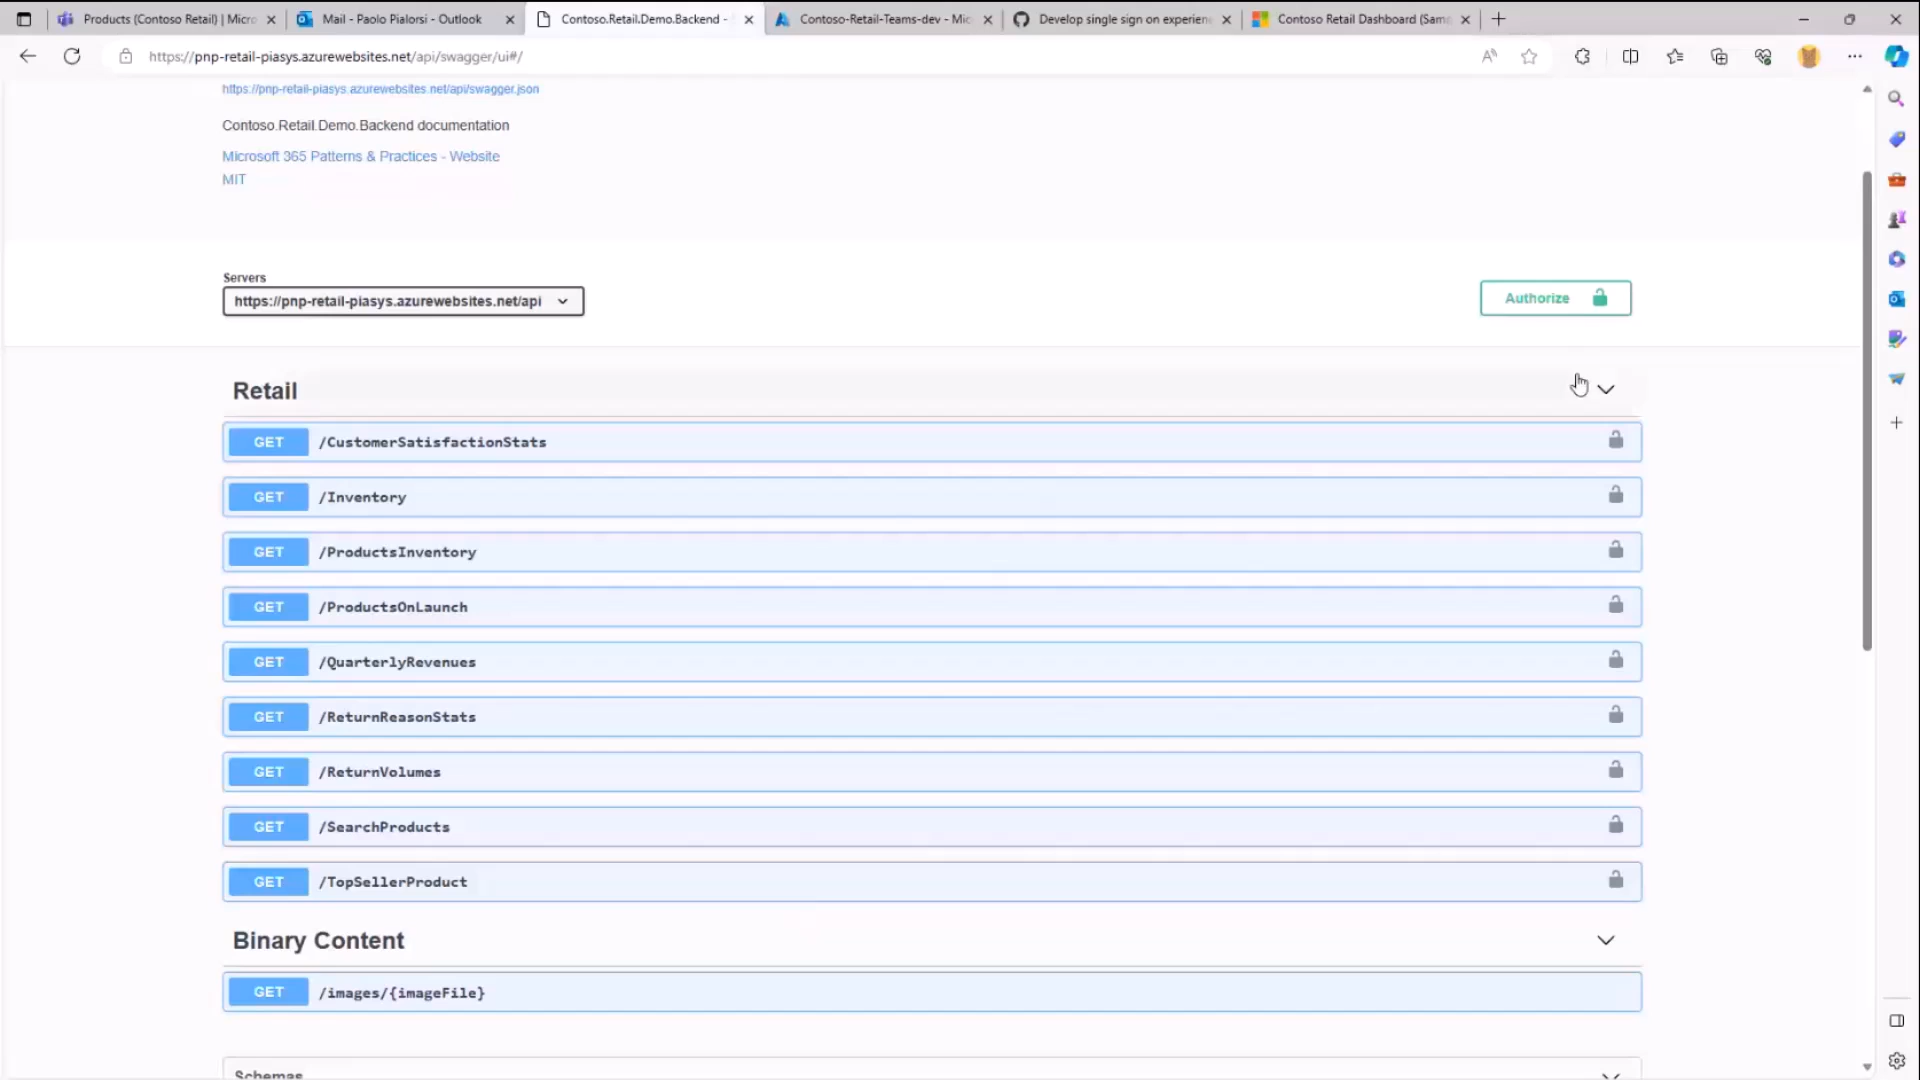 Products (Contoso Retail) | Micro
Mail - Paolo Pialorsi - Outlook
Contoso.Retail.Demo.Backend -
Contoso-Retail-Teams-dev - Mic
Develop single sign on experien
Contoso Retail Dashboard (Sam
https://pnp-retail-piasys.azurewebsites.net/api/swagger/ui#/
https://pnp-retail-piasys.azurewebsites.net/api/swagger.json
Contoso.Retail.Demo.Backend documentation
Microsoft 365 Patterns & Practices - Website
MIT
Servers
https://pnp-retail-piasys.azurewebsites.net/api
Authorize
Retail
GET /CustomerSatisfactionStats
GET /Inventory
GET /ProductsInventory
GET /ProductsOnLaunch
GET /QuarterlyRevenues
GET /ReturnReasonStats
GET /ReturnVolumes
GET /SearchProducts
GET /TopSellerProduct
Binary Content
GET /images/{imageFile}
Schemas